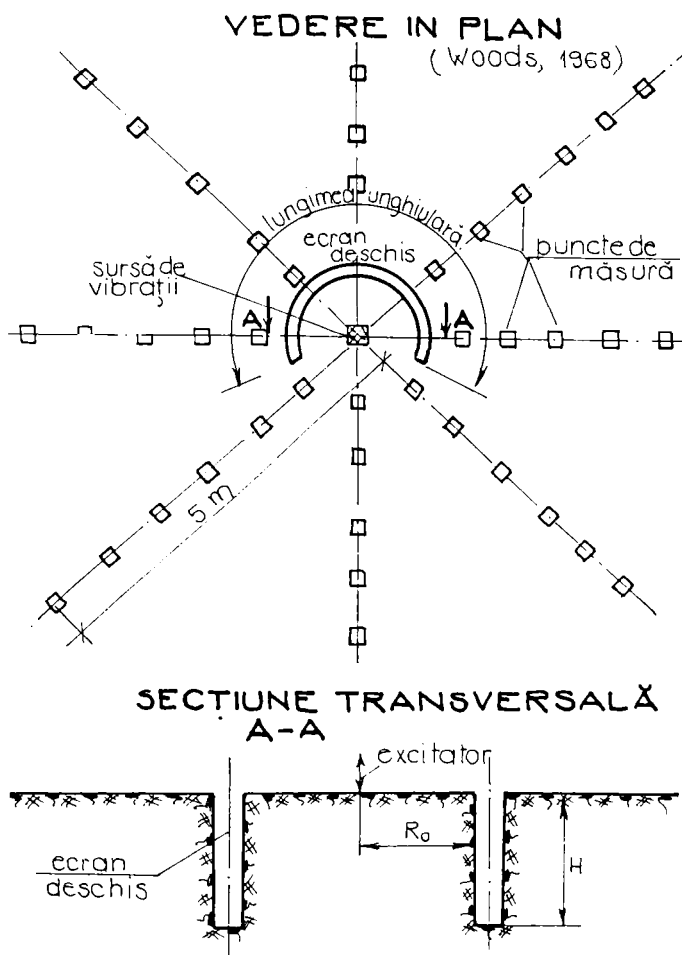 VEDERE IN PLAN
(Woods, 1968)
lungimea unghiulară
ecran
deschis
sursă de
vibrații
puncte de
măsură
A
A
5 m
SECTIUNE TRANSVERSALĂ
A-A
excitator
R₀
ecran
deschis
H